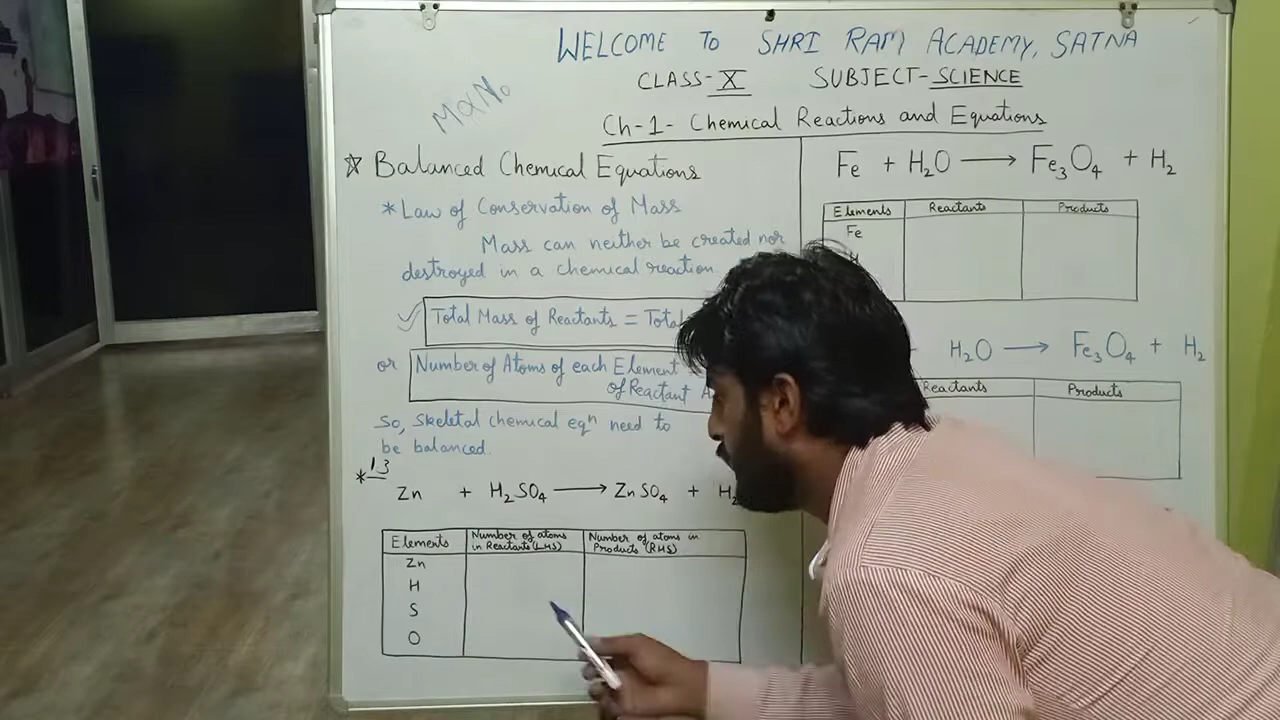 WELCOME TO SHRI RAM ACADEMY, SATNA
CLASS-X SUBJECT-SCIENCE
Ch-1- Chemical Reactions and Equations
☆ Balanced Chemical Equations
*Law of Conservation of Mass
Mass can neither be created nor
destroyed in a chemical reaction
✓ Total Mass of Reactants = Total
or Number of Atoms of each Element
of Reactant
So, skeletal chemical eqⁿ need to
be balanced.
* 1.3
Zn + H₂SO₄ ⟶ ZnSO₄ + H₂
Elements Number of atoms in Reactants (LHS) Number of atoms in Products (RHS)
Zn
H
S
O
Fe + H₂O ⟶ Fe₃O₄ + H₂
Elements Reactants Products
Fe
H₂O ⟶ Fe₃O₄ + H₂
Reactants Products